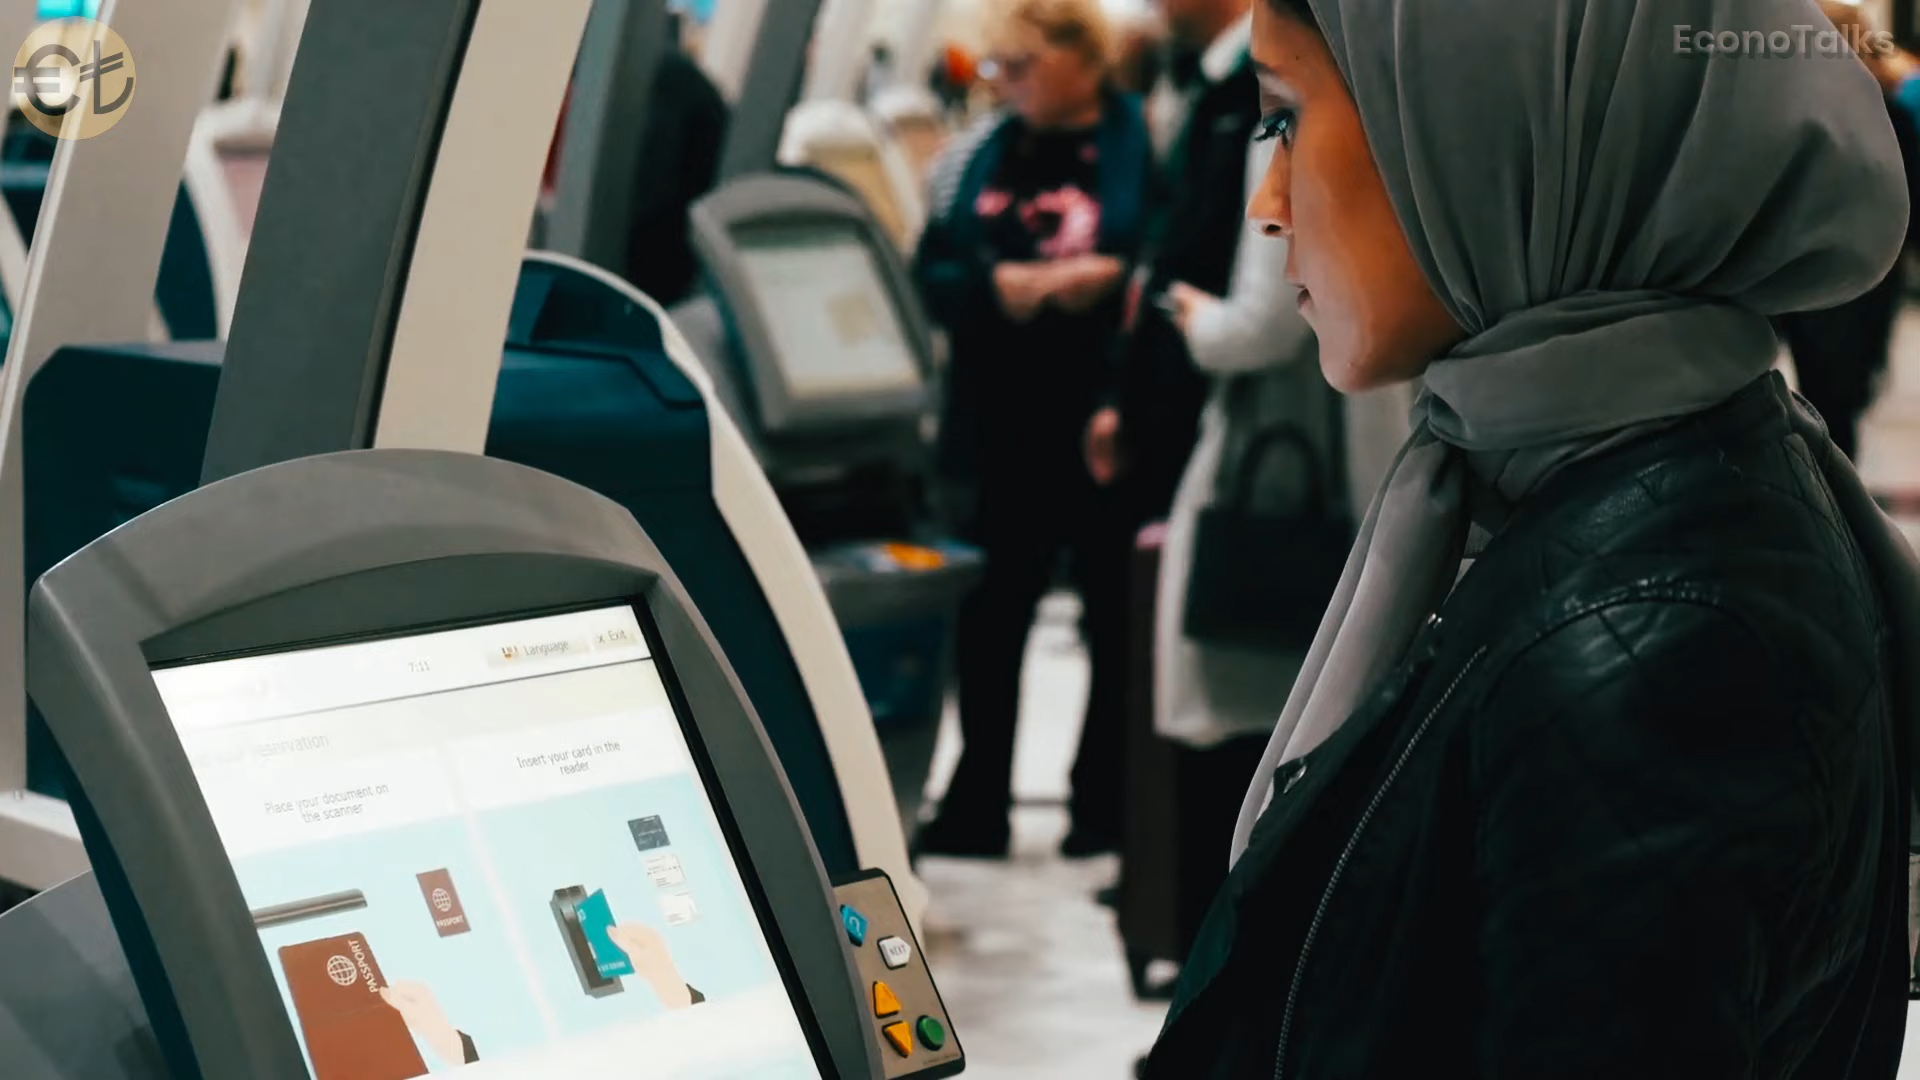 EconoTalks
7:11
Language
x Exit
reservation
Place your document on
the scanner
Insert your card in the
reader
PASSPORT
PASSPORT
?
NEXT